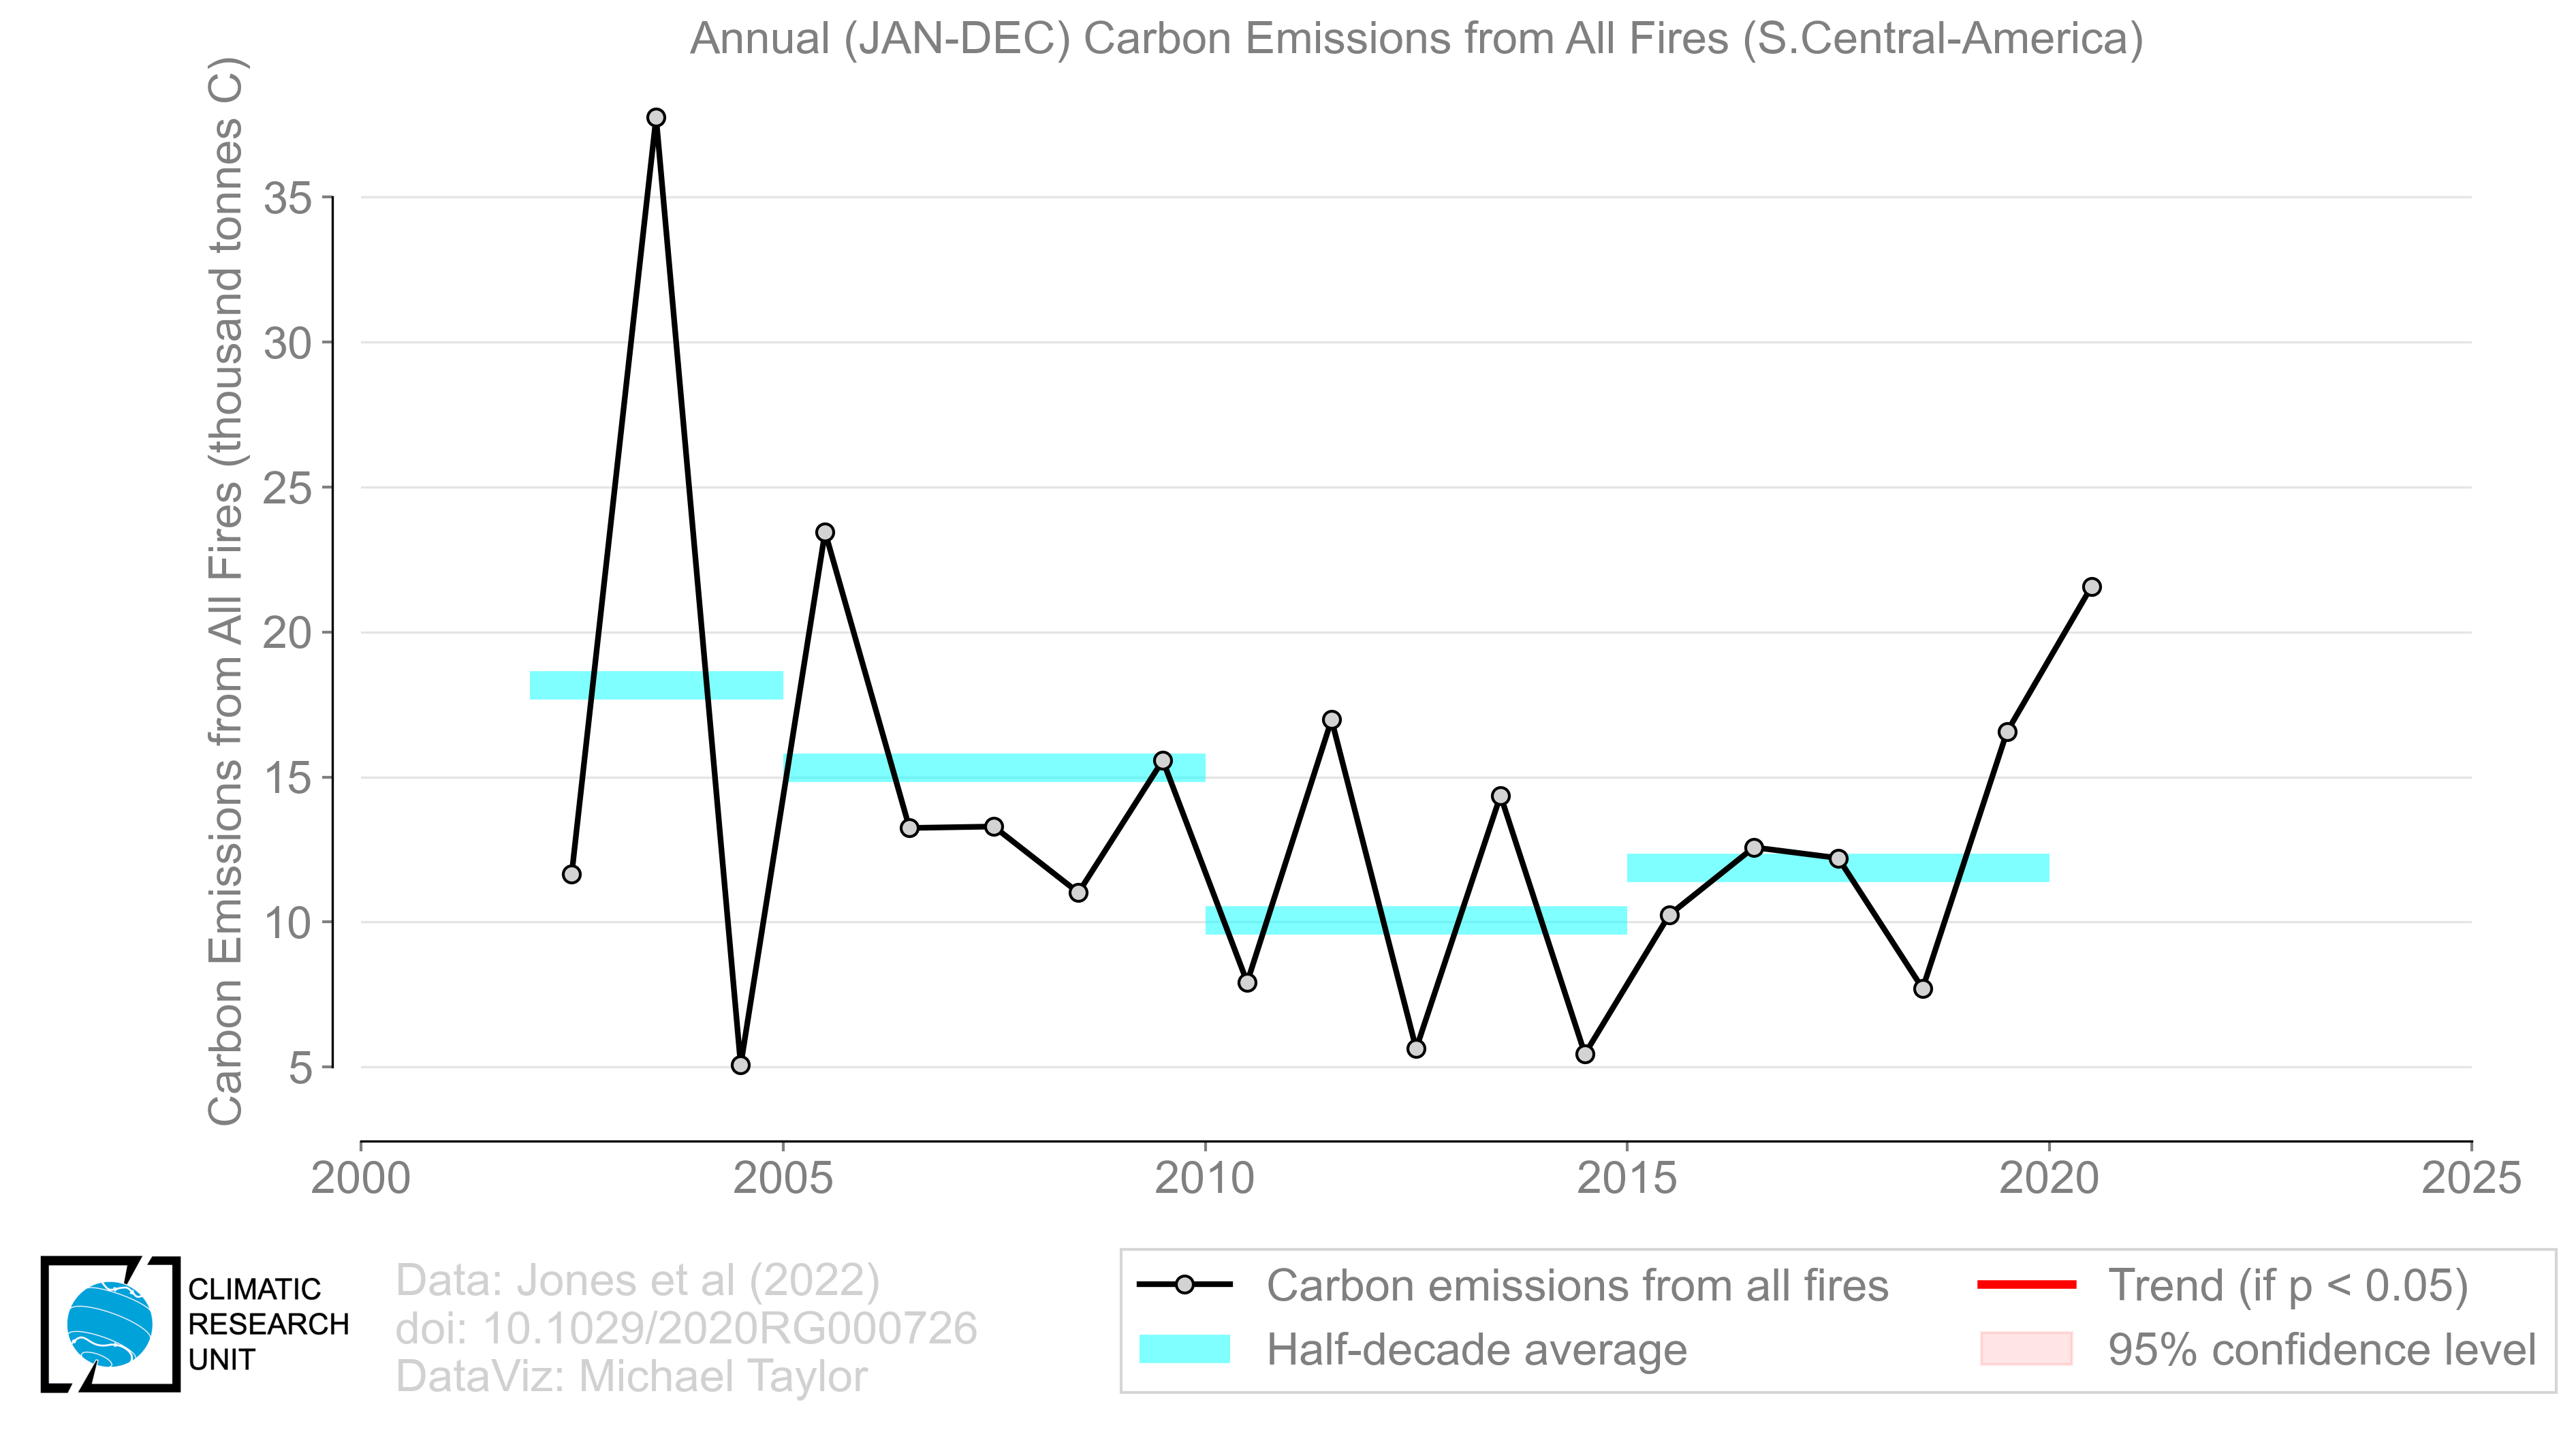 Annual (JAN-DEC) Carbon Emissions from All Fires (S.Central-America)
Carbon Emissions from All Fires (thousand tonnes C)
35
30
25
20
15
10
5
2000
2005
2010
2015
2020
2025
CLIMATIC
RESEARCH
UNIT
Data: Jones et al (2022)
doi: 10.1029/2020RG000726
DataViz: Michael Taylor
Carbon emissions from all fires
Half-decade average
Trend (if p < 0.05)
95% confidence level